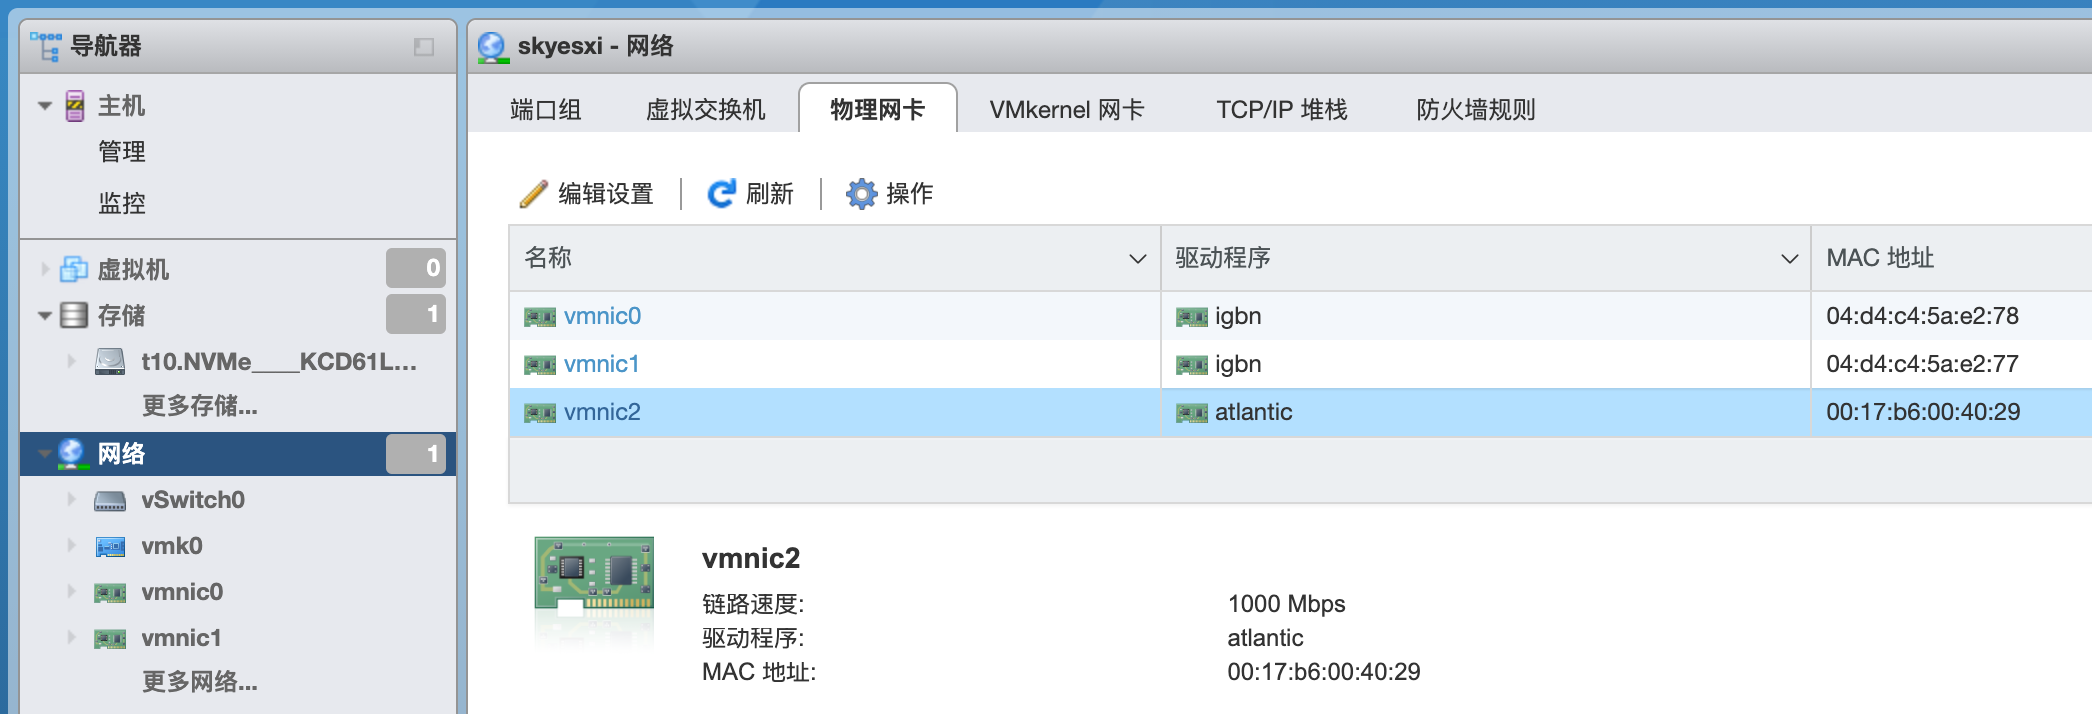 导航器
主机
管理
监控
虚拟机 0
存储 1
t10.NVMe____KCD61L...
更多存储...
网络 1
vSwitch0
vmk0
vmnic0
vmnic1
更多网络...
skyesxi - 网络
端口组 虚拟交换机 物理网卡 VMkernel 网卡 TCP/IP 堆栈 防火墙规则
编辑设置 刷新 操作
名称 驱动程序 MAC 地址
vmnic0 igbn 04:d4:c4:5a:e2:78
vmnic1 igbn 04:d4:c4:5a:e2:77
vmnic2 atlantic 00:17:b6:00:40:29
vmnic2
链路速度: 1000 Mbps
驱动程序: atlantic
MAC 地址: 00:17:b6:00:40:29